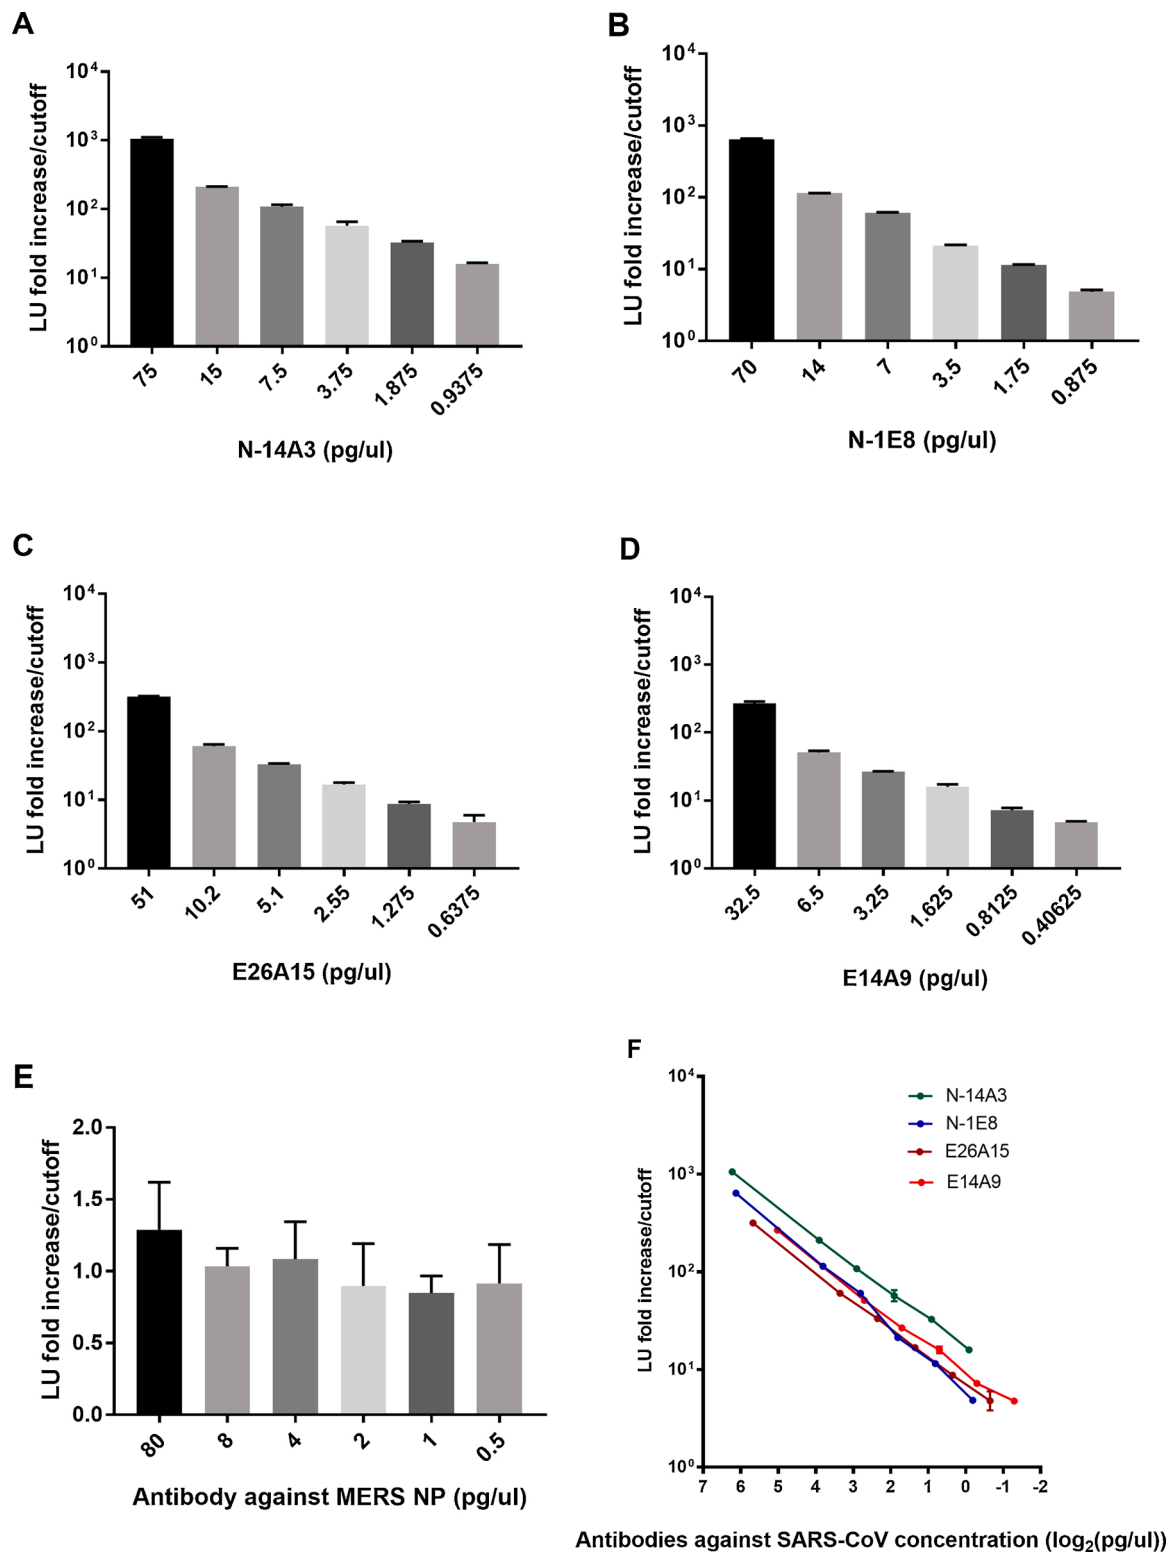 A
LU fold increase/cutoff
10⁴
10³
10²
10¹
10⁰
75 15 7.5 3.75 1.875 0.9375
N-14A3 (pg/ul)
B
LU fold increase/cutoff
10⁴
10³
10²
10¹
10⁰
70 14 7 3.5 1.75 0.875
N-1E8 (pg/ul)
C
LU fold increase/cutoff
10⁴
10³
10²
10¹
10⁰
51 10.2 5.1 2.55 1.275 0.6375
E26A15 (pg/ul)
D
LU fold increase/cutoff
10⁴
10³
10²
10¹
10⁰
32.5 6.5 3.25 1.625 0.8125 0.40625
E14A9 (pg/ul)
E
LU fold increase/cutoff
2.0
1.5
1.0
0.5
0.0
80 8 4 2 1 0.5
Antibody against MERS NP (pg/ul)
F
LU fold increase/cutoff
10⁴
10³
10²
10¹
10⁰
N-14A3
N-1E8
E26A15
E14A9
7 6 5 4 3 2 1 0 -1 -2
Antibodies against SARS-CoV concentration (log₂(pg/ul))